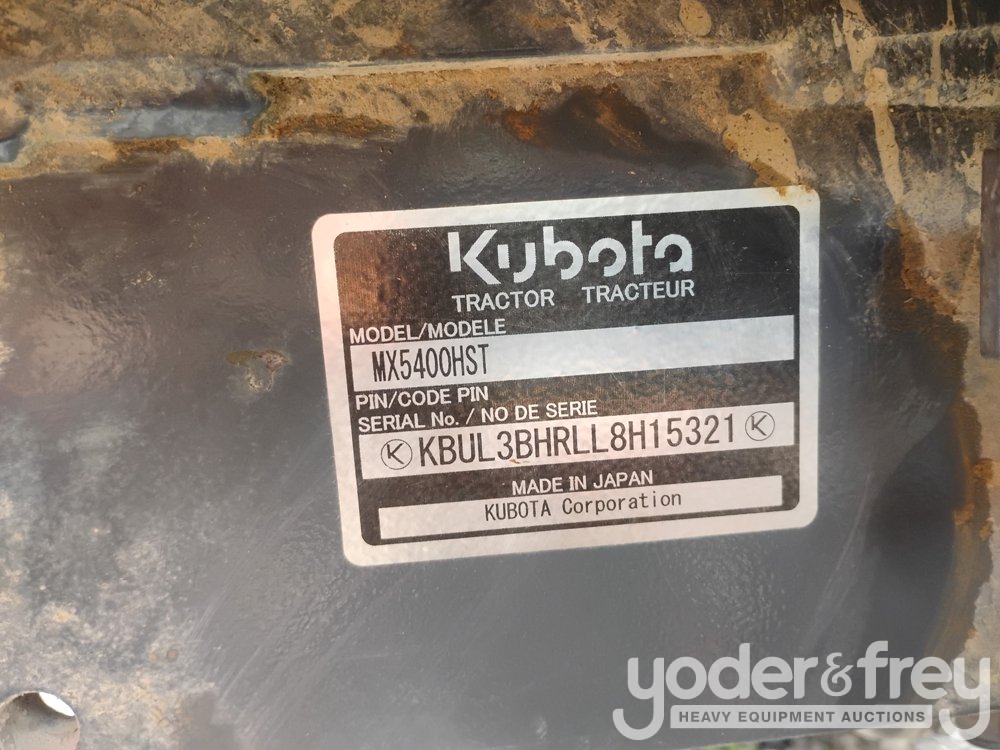 Kubota
TRACTOR TRACTEUR
MODEL/MODELE
MX5400HST
PIN/CODE PIN
SERIAL No. / NO DE SERIE
K KBUL3BHRLL8H15321 K
MADE IN JAPAN
KUBOTA Corporation
yoder&frey
HEAVY EQUIPMENT AUCTIONS